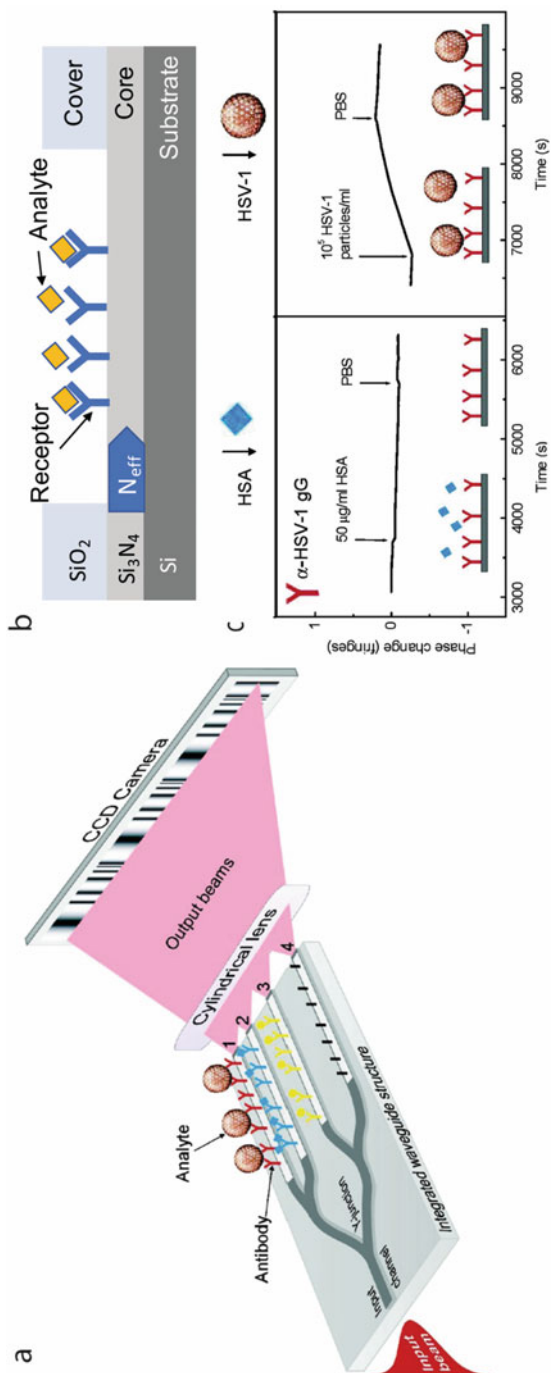 a
Input
beam
Input
channel
Y-junction
Integrated waveguide structure
Antibody
Analyte
1
2
3
4
Cylindrical lens
Output beams
CCD Camera
b
SiO2
Receptor
Analyte
Cover
Si3N4
Neff
Core
Si
Substrate
c
HSA
HSV-1
α-HSV-1 gG
50 µg/ml HSA
PBS
10⁵ HSV-1
particles/ml
PBS
Phase change (fringes)
1
0
-1
3000
4000
5000
6000
Time (s)
7000
8000
9000
Time (s)